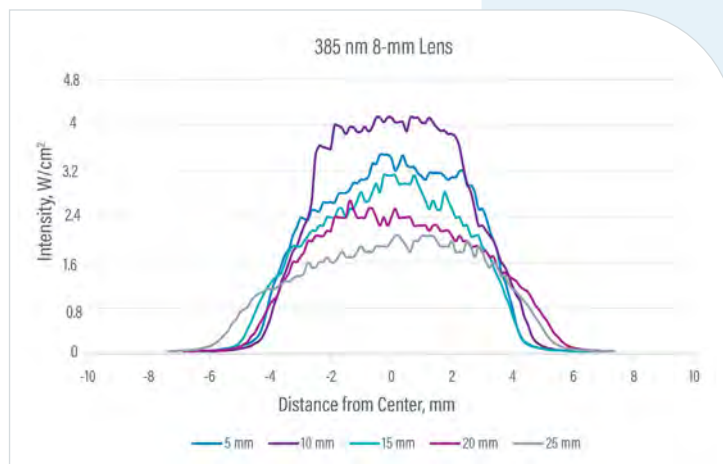 385 nm 8-mm Lens
Intensity, W/cm²
4.8
4
3.2
2.4
1.6
0.8
0
-10 -8 -6 -4 -2 0 2 4 6 8 10
Distance from Center, mm
5 mm 10 mm 15 mm 20 mm 25 mm